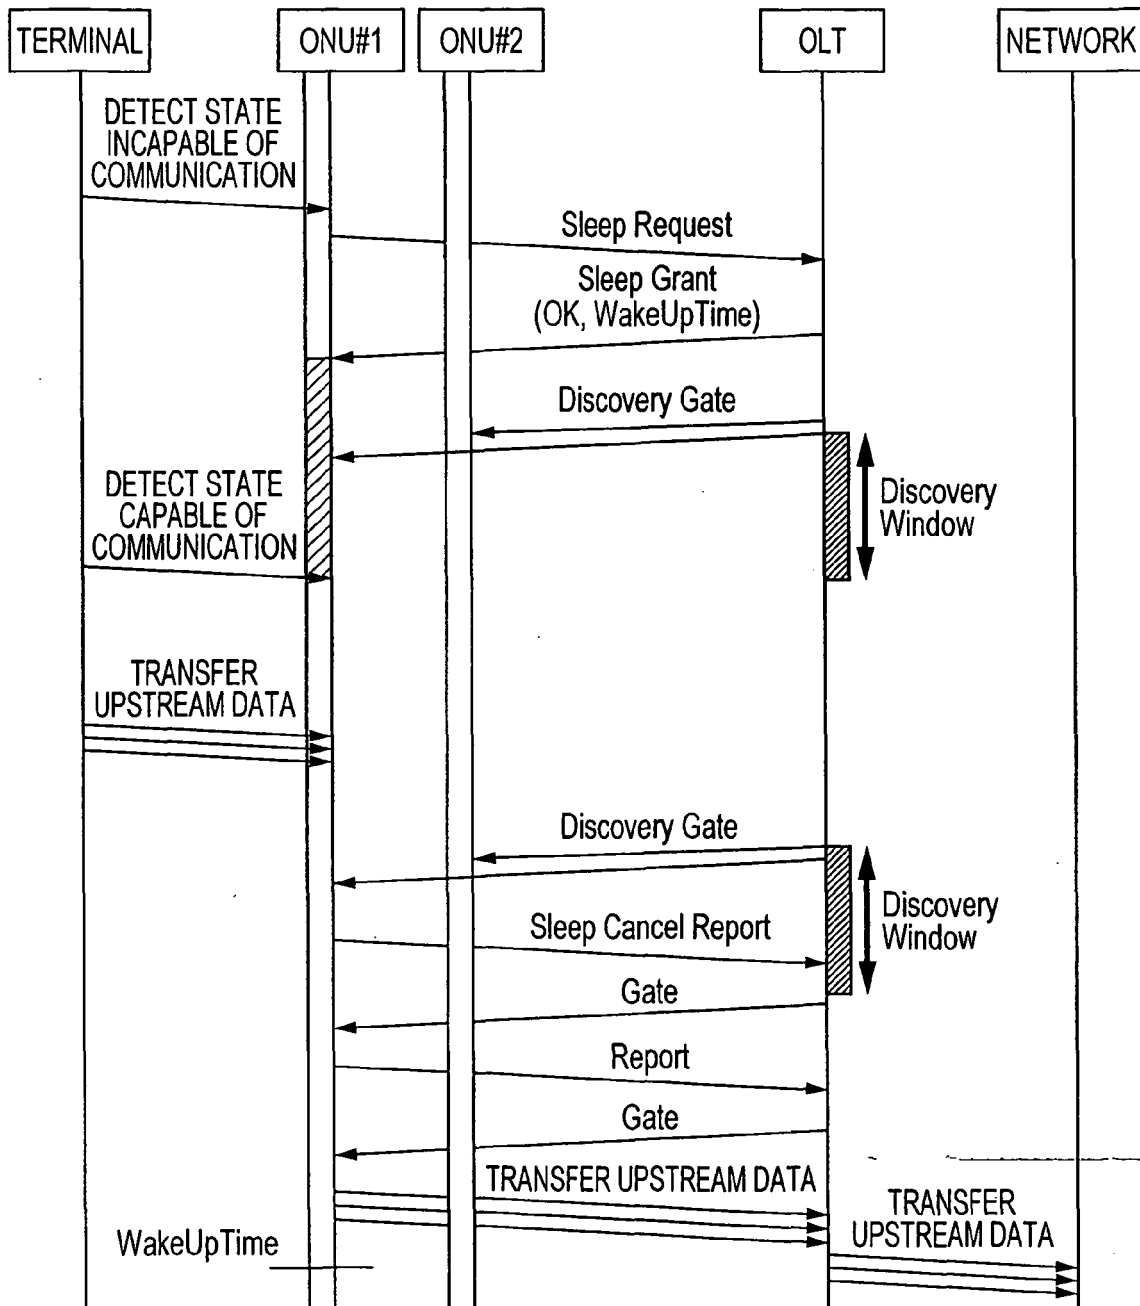 TERMINAL
ONU#1
ONU#2
OLT
NETWORK
DETECT STATE
INCAPABLE OF
COMMUNICATION
Sleep Request
Sleep Grant
(OK, WakeUpTime)
Discovery Gate
Discovery
Window
DETECT STATE
CAPABLE OF
COMMUNICATION
TRANSFER
UPSTREAM DATA
Discovery Gate
Discovery
Window
Sleep Cancel Report
Gate
Report
Gate
TRANSFER UPSTREAM DATA
TRANSFER
UPSTREAM DATA
WakeUpTime